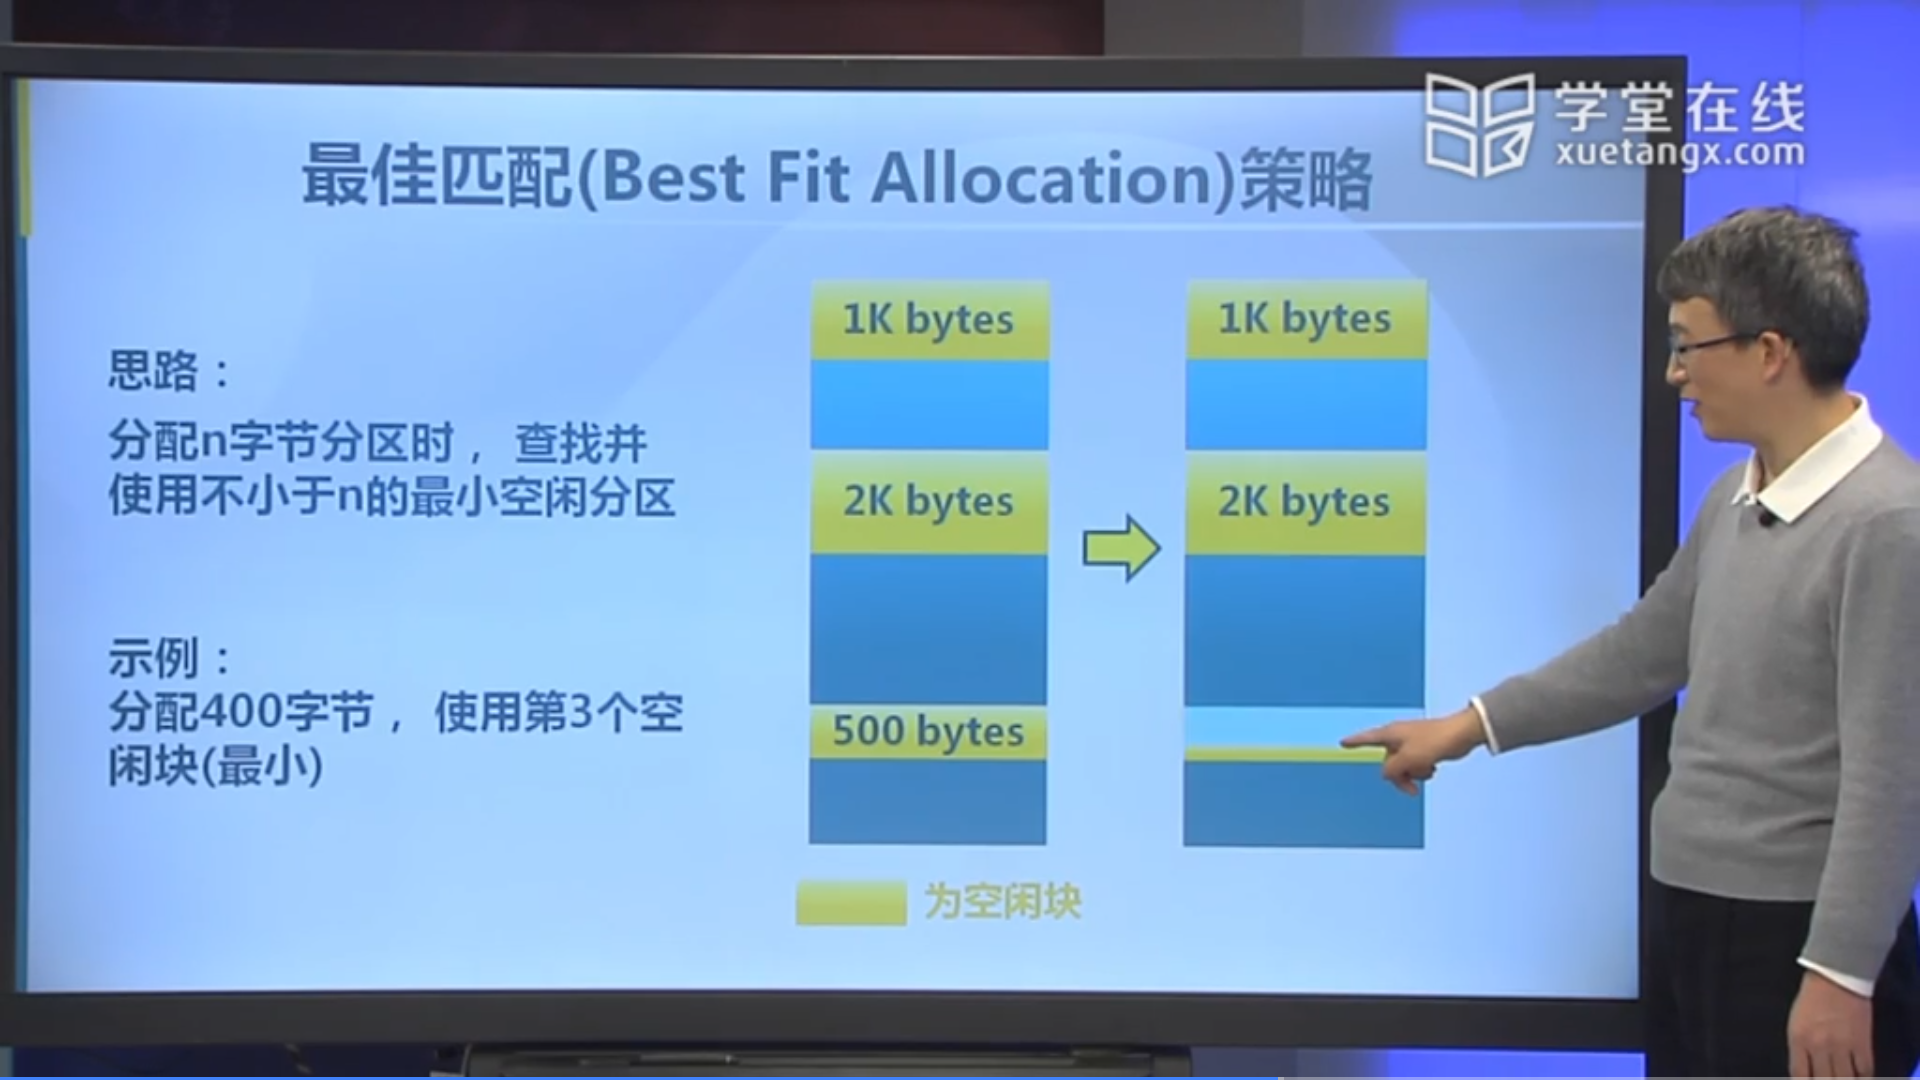 学堂在线
xuetangx.com
最佳匹配(Best Fit Allocation)策略
思路：
分配n字节分区时， 查找并
使用不小于n的最小空闲分区
示例：
分配400字节， 使用第3个空
闲块(最小)
1K bytes
2K bytes
500 bytes
1K bytes
2K bytes
为空闲块